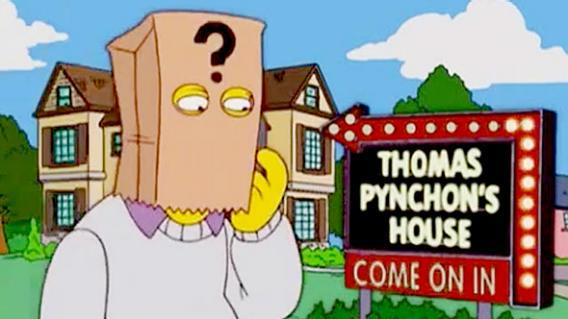 ?
THOMAS
PYNCHON'S
HOUSE
COME ON IN